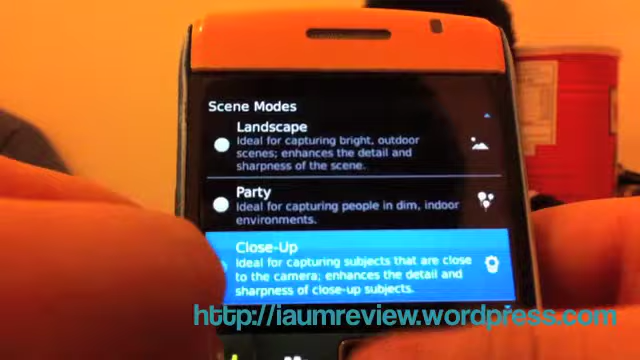 Scene Modes
Landscape
Ideal for capturing bright, outdoor
scenes; enhances the detail and
sharpness of the scene.
Party
Ideal for capturing people in dim, indoor
environments.
Close-Up
Ideal for capturing subjects that are close
to the camera; enhances the detail and
sharpness of close-up subjects.
http://iaumreview.wordpress.com